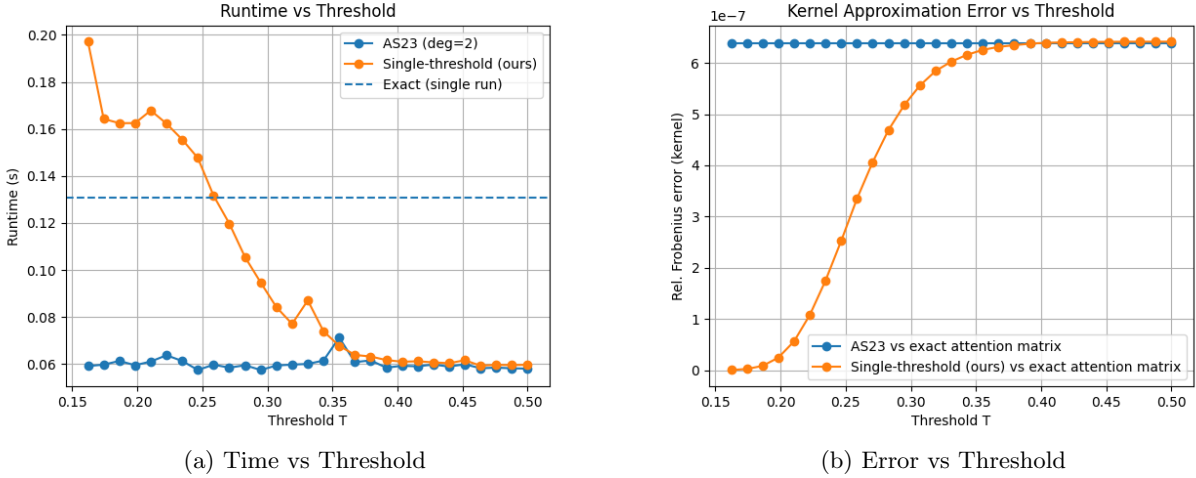 Runtime vs Threshold
0.20
0.18
0.16
0.14
0.12
0.10
0.08
0.06
Runtime (s)
AS23 (deg=2)
Single-threshold (ours)
Exact (single run)
0.15 0.20 0.25 0.30 0.35 0.40 0.45 0.50
Threshold T
(a) Time vs Threshold
Kernel Approximation Error vs Threshold
1e−7
6
5
4
3
2
1
0
Rel. Frobenius error (kernel)
AS23 vs exact attention matrix
Single-threshold (ours) vs exact attention matrix
0.15 0.20 0.25 0.30 0.35 0.40 0.45 0.50
Threshold T
(b) Error vs Threshold